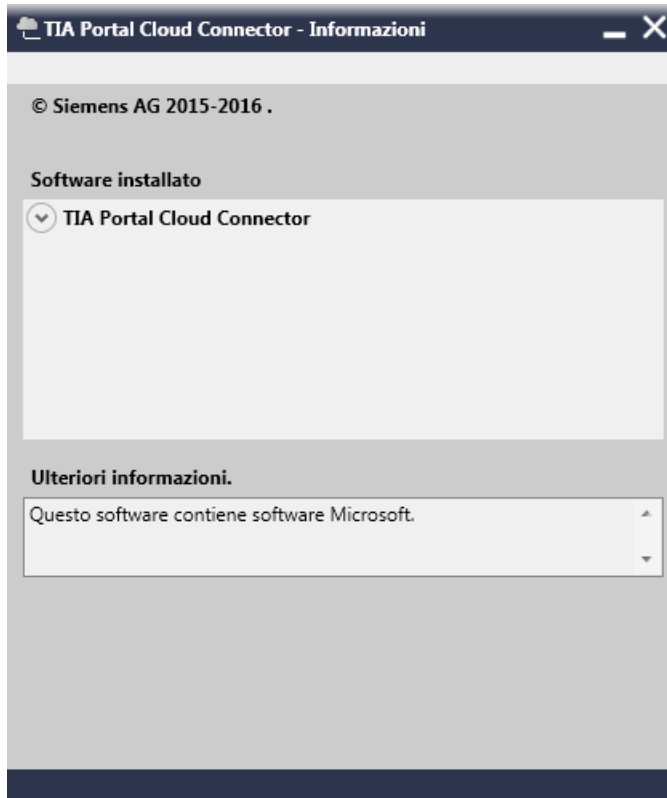 TIA Portal Cloud Connector - Informazioni
© Siemens AG 2015-2016 .
Software installato
TIA Portal Cloud Connector
Ulteriori informazioni.
Questo software contiene software Microsoft.